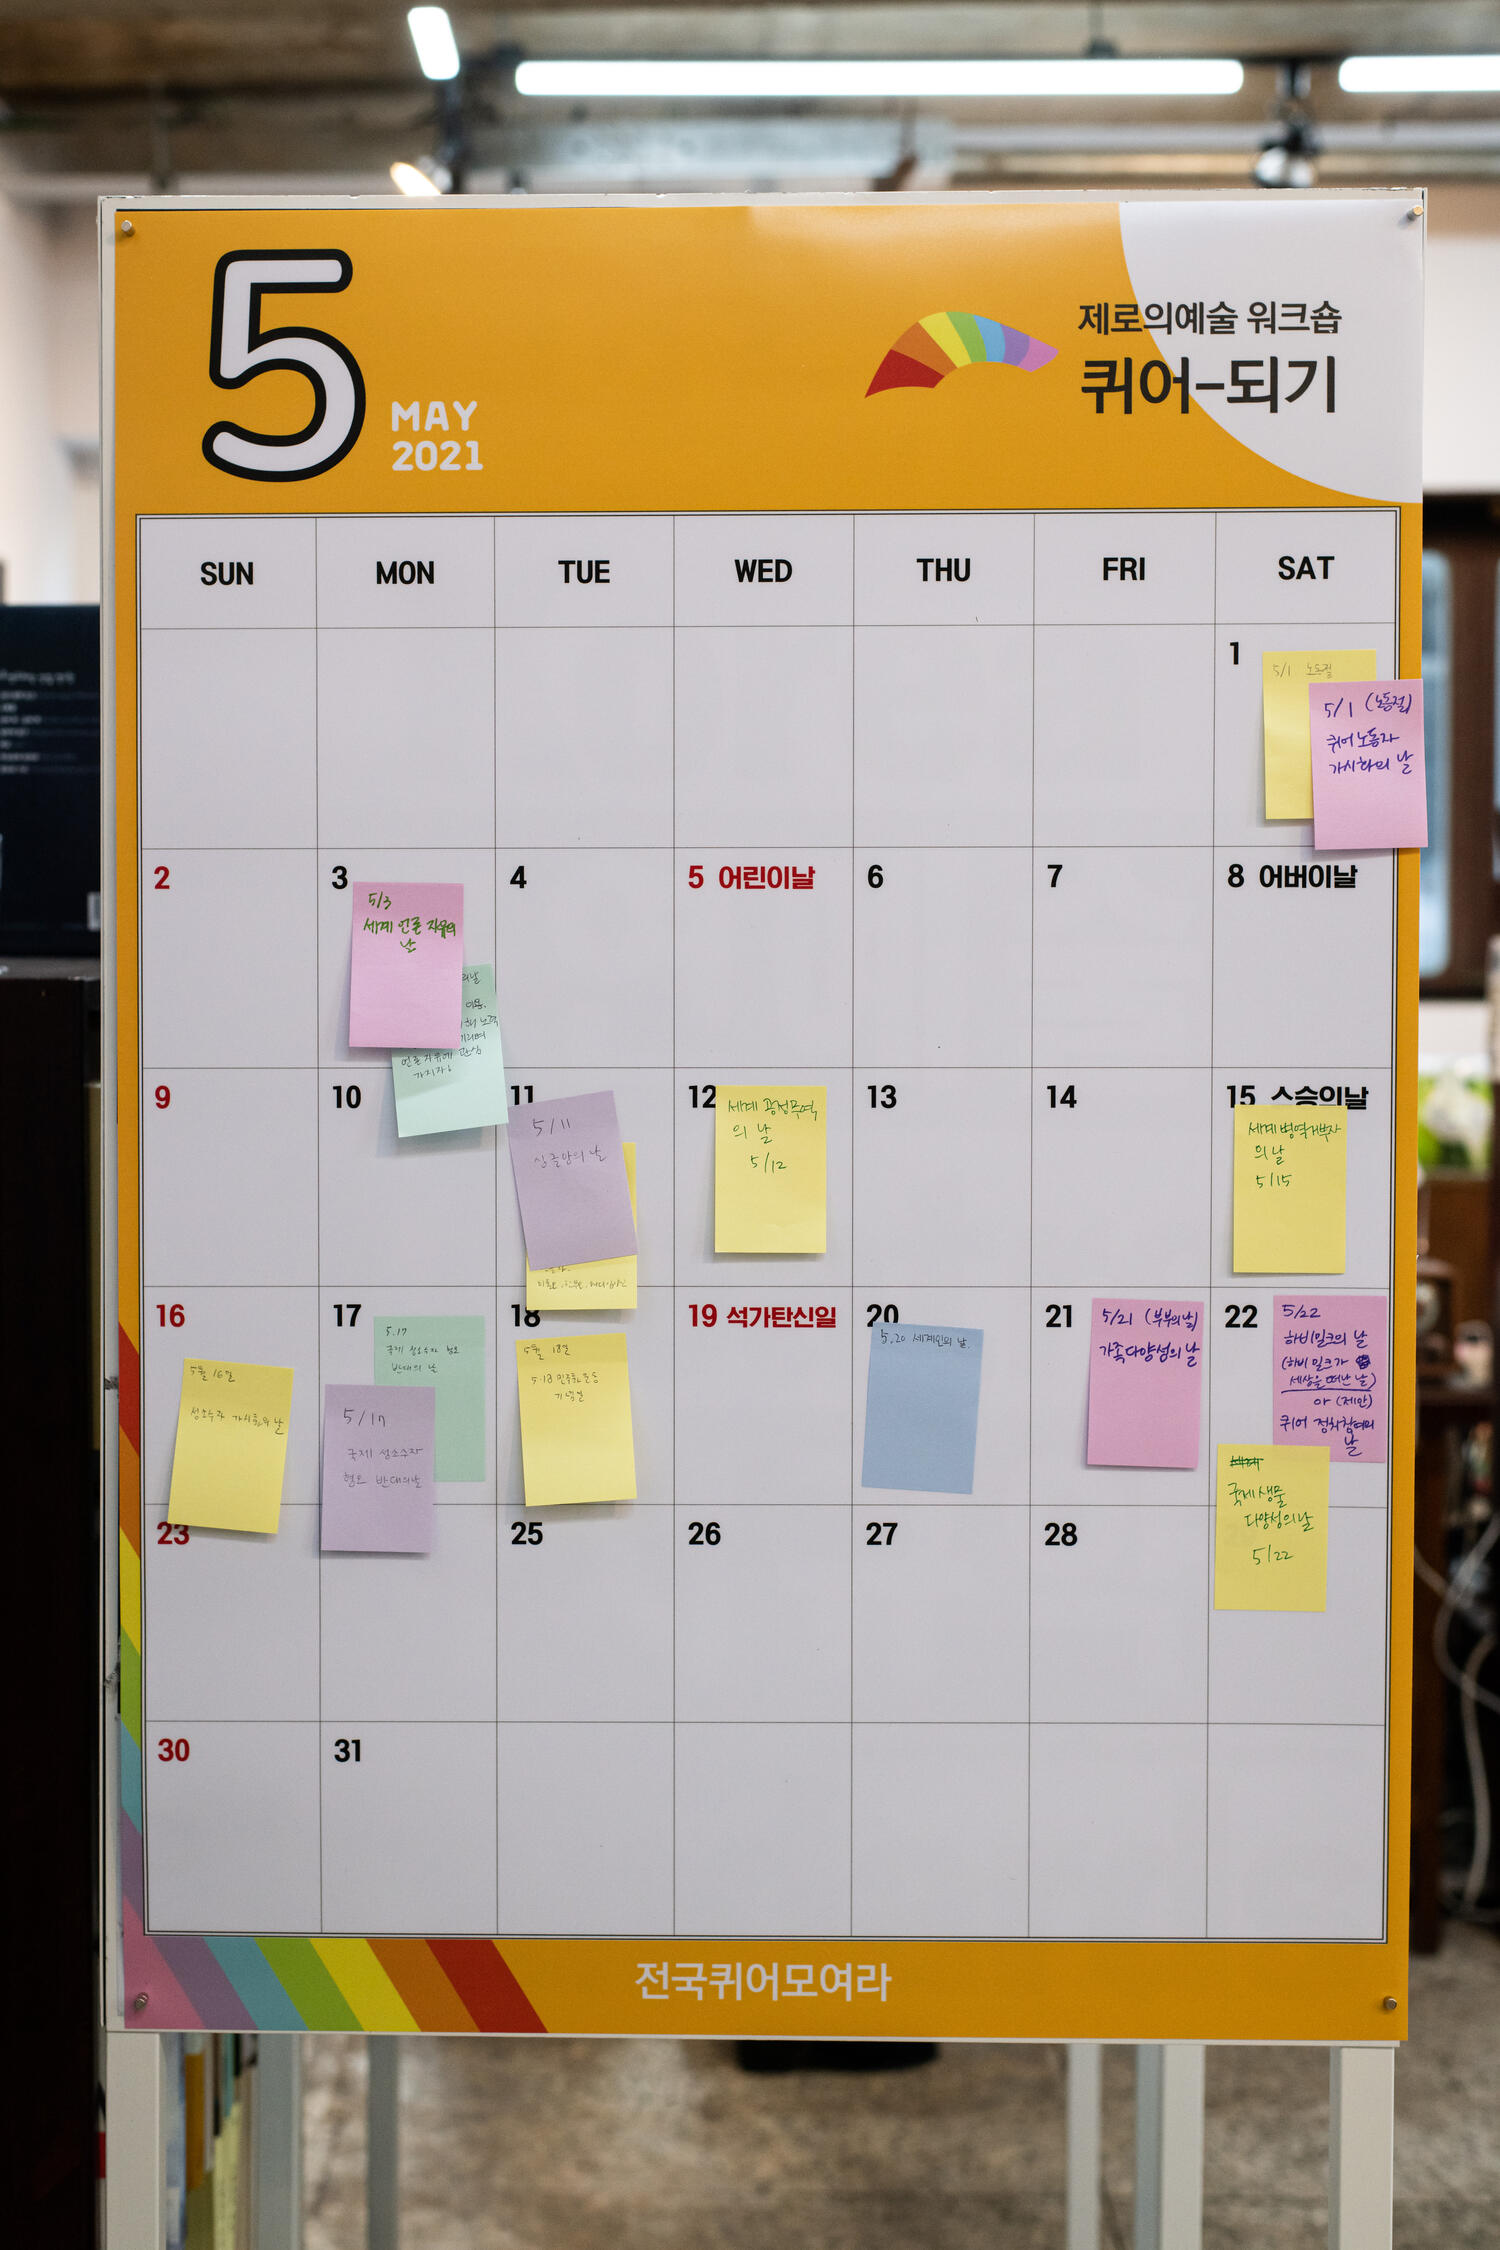 5
MAY
2021
제로의예술 워크숍
퀴어-되기
SUN MON TUE WED THU FRI SAT
1
5/1 노동절
5/1 (노동절)
퀴어 노동자
가시화의 날
2
3
5/3
세계 언론 자유의
날
의날
노력
기리며
언론 자유에 관심
가지자!
4
5 어린이날
6
7
8 어버이날
9
10
11
5/11
입양의 날
12
세계 공정무역
의 날
5/12
13
14
15 스승의날
세계병역거부자
의 날
5/15
16
5월 16일
성소수자 가시화의 날
17
5.17
국제 성소수자 혐오
반대의 날
5/17
국제 성소수자
혐오 반대의날
18
5월 18일
5·18 민주화운동
기념일
19 석가탄신일
20
5.20 세계인의 날.
21
5/21 (부부의날)
가족다양성의 날
22
5/22
하비밀크의 날
(하비밀크가
세상을 떠난 날)
or (제안)
퀴어 정치참여의
날
국제생물
다양성의날
5/22
23
25
26
27
28
30
31
전국퀴어모여라